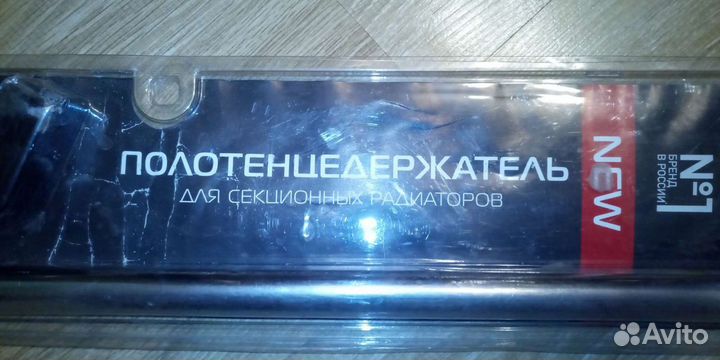 ПОЛОТЕНЦЕДЕРЖАТЕЛЬ
ДЛЯ СЕКЦИОННЫХ РАДИАТОРОВ
NEW
№1
БРЕНД
В РОССИИ
Avito